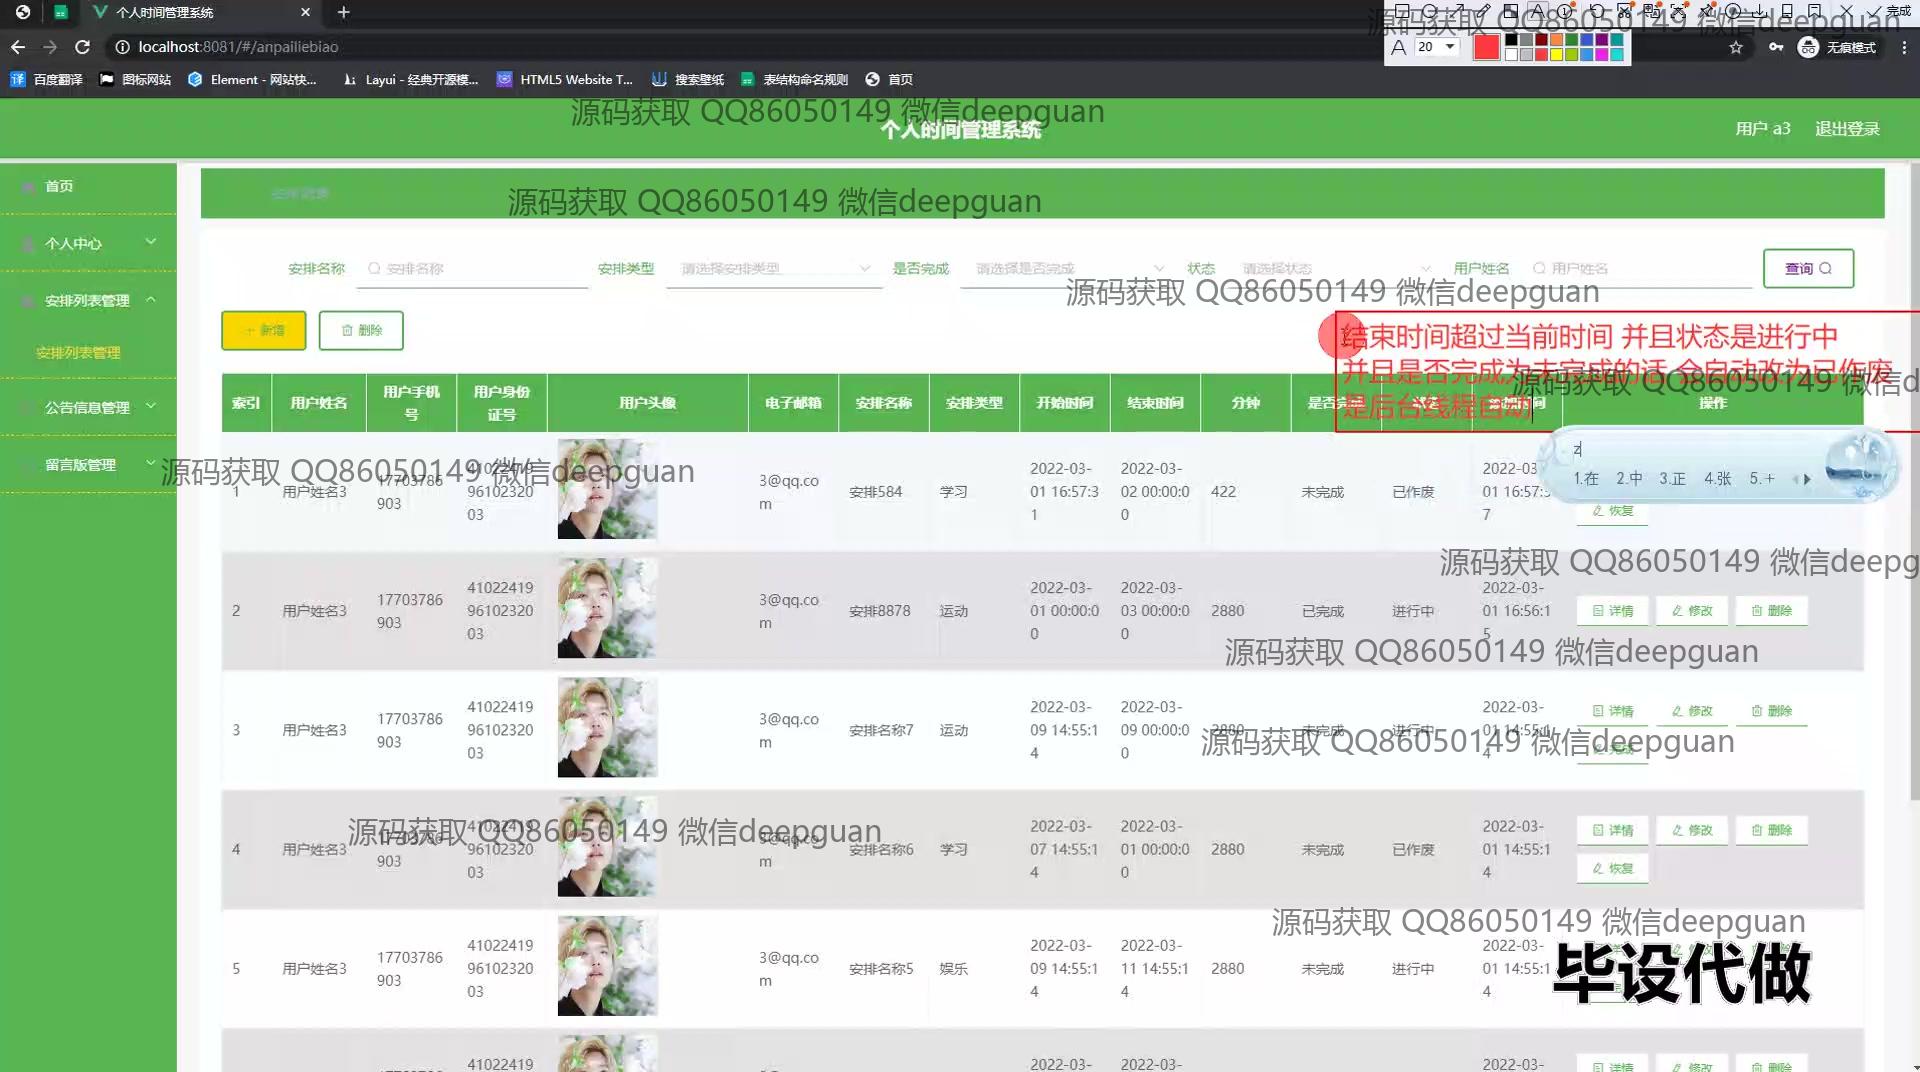 个人时间管理系统
完成
localhost:8081/#/anpailiebiao
A 20
无痕模式
百度翻译
图标网站
Element - 网站快...
Layui - 经典开源模...
HTML5 Website T...
搜索壁纸
表结构命名规则
首页
源码获取 QQ86050149 微信deepguan
源码获取 QQ86050149 微信deepguan
个人时间管理系统
用户 a3
退出登录
首页
个人中心
安排列表管理
安排列表管理
公告信息管理
留言版管理
源码获取 QQ86050149 微信deepguan
安排名称 安排名称
安排类型 请选择安排类型
是否完成 请选择是否完成
状态 请选择状态
用户姓名 用户姓名
查询
源码获取 QQ86050149 微信deepguan
+ 新增
删除
结束时间超过当前时间 并且状态是进行中
并且是否完成为未完成的话 会自动改为已作废
是后台线程自动
源码获取 QQ86050149 微信d
索引 用户姓名 用户手机号 用户身份证号 用户头像 电子邮箱 安排名称 安排类型 开始时间 结束时间 分钟 操作
z
1.在 2.中 3.正 4.张 5.+
源码获取 QQ86050149 微信deepguan
1 用户姓名3 17703786903 410224199610232003 3@qq.com 安排584 学习 2022-03-01 16:57:31 2022-03-02 00:00:00 422 未完成 已作废 2022-03-01 16:57:37
恢复
源码获取 QQ86050149 微信deepg
2 用户姓名3 17703786903 410224199610232003 3@qq.com 安排8878 运动 2022-03-01 00:00:00 2022-03-03 00:00:00 2880 已完成 进行中 2022-03-01 16:56:15 详情 修改 删除
源码获取 QQ86050149 微信deepguan
3 用户姓名3 17703786903 410224199610232003 3@qq.com 安排名称7 运动 2022-03-09 14:55:14 2022-03-09 00:00:00 2880 未完成 进行中 2022-03-01 14:55:14 详情 修改 删除
完成
源码获取 QQ86050149 微信deepguan
源码获取 QQ86050149 微信deepguan
4 用户姓名3 17703786903 410224199610232003 3@qq.com 安排名称6 学习 2022-03-07 14:55:14 2022-03-01 00:00:00 2880 未完成 已作废 2022-03-01 14:55:14 详情 修改 删除
恢复
源码获取 QQ86050149 微信deepguan
5 用户姓名3 17703786903 410224199610232003 3@qq.com 安排名称5 娱乐 2022-03-09 14:55:14 2022-03-11 14:55:14 2880 未完成 进行中 2022-03-01 14:55:14
毕设代做
41022419 2022-03- 2022-03- 2022-03- 详情 修改 删除